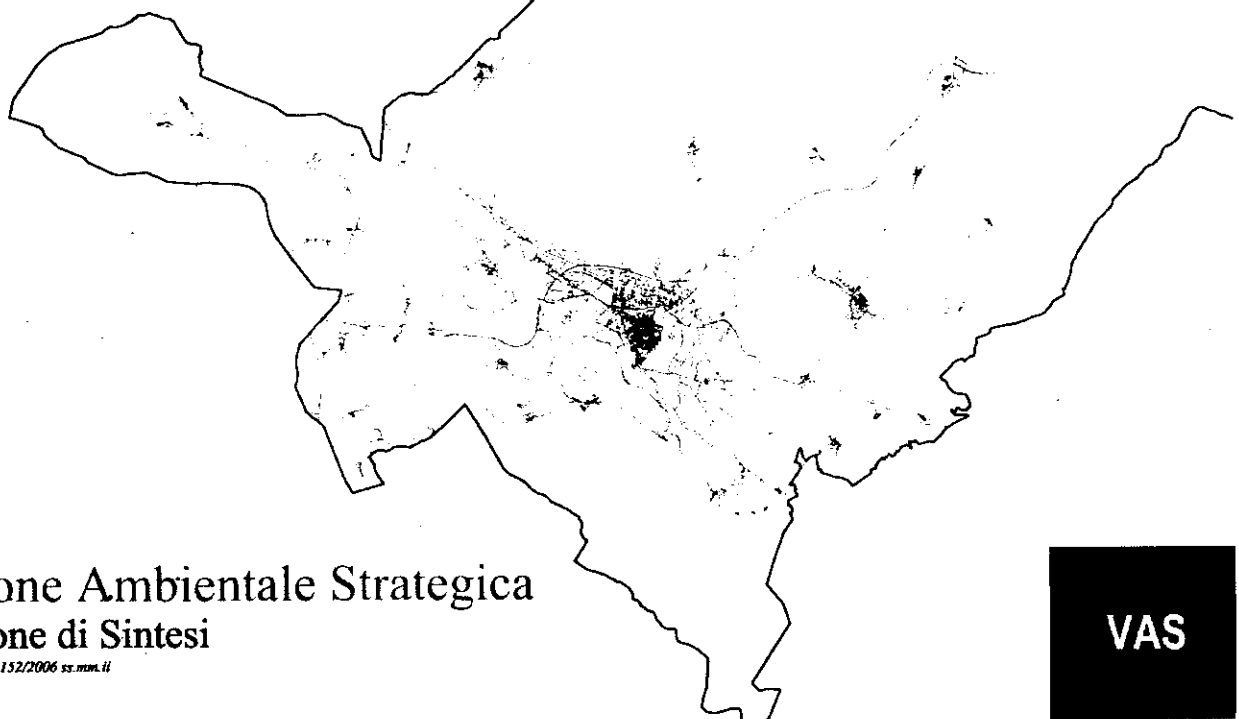 one Ambientale Strategica
one di Sintesi
152/2006 ss.mm.ii
VAS